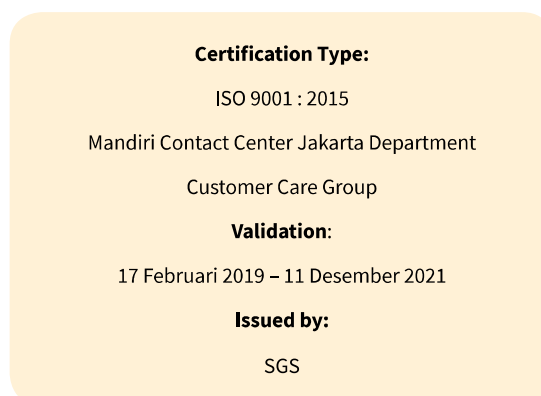 Certification Type:
ISO 9001 : 2015
Mandiri Contact Center Jakarta Department
Customer Care Group
Validation:
17 Februari 2019 – 11 Desember 2021
Issued by:
SGS